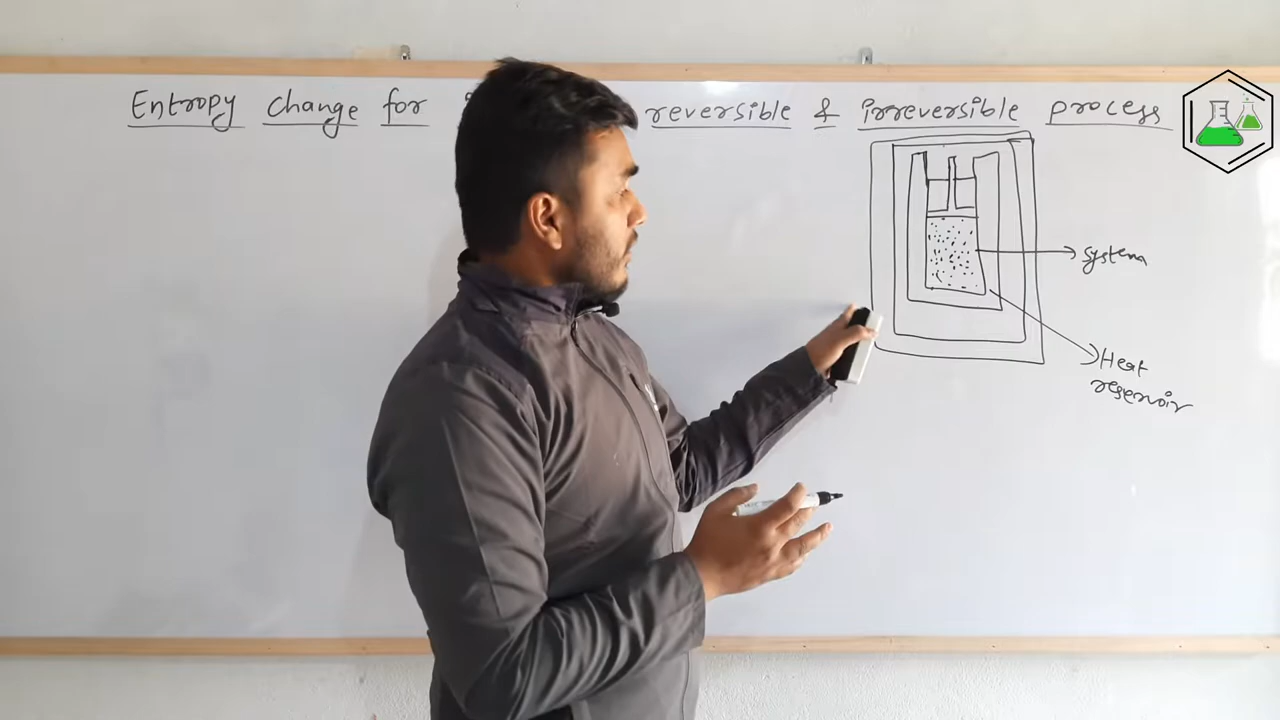 Entropy change for reversible & irreversible process
system
Heat
reservoir